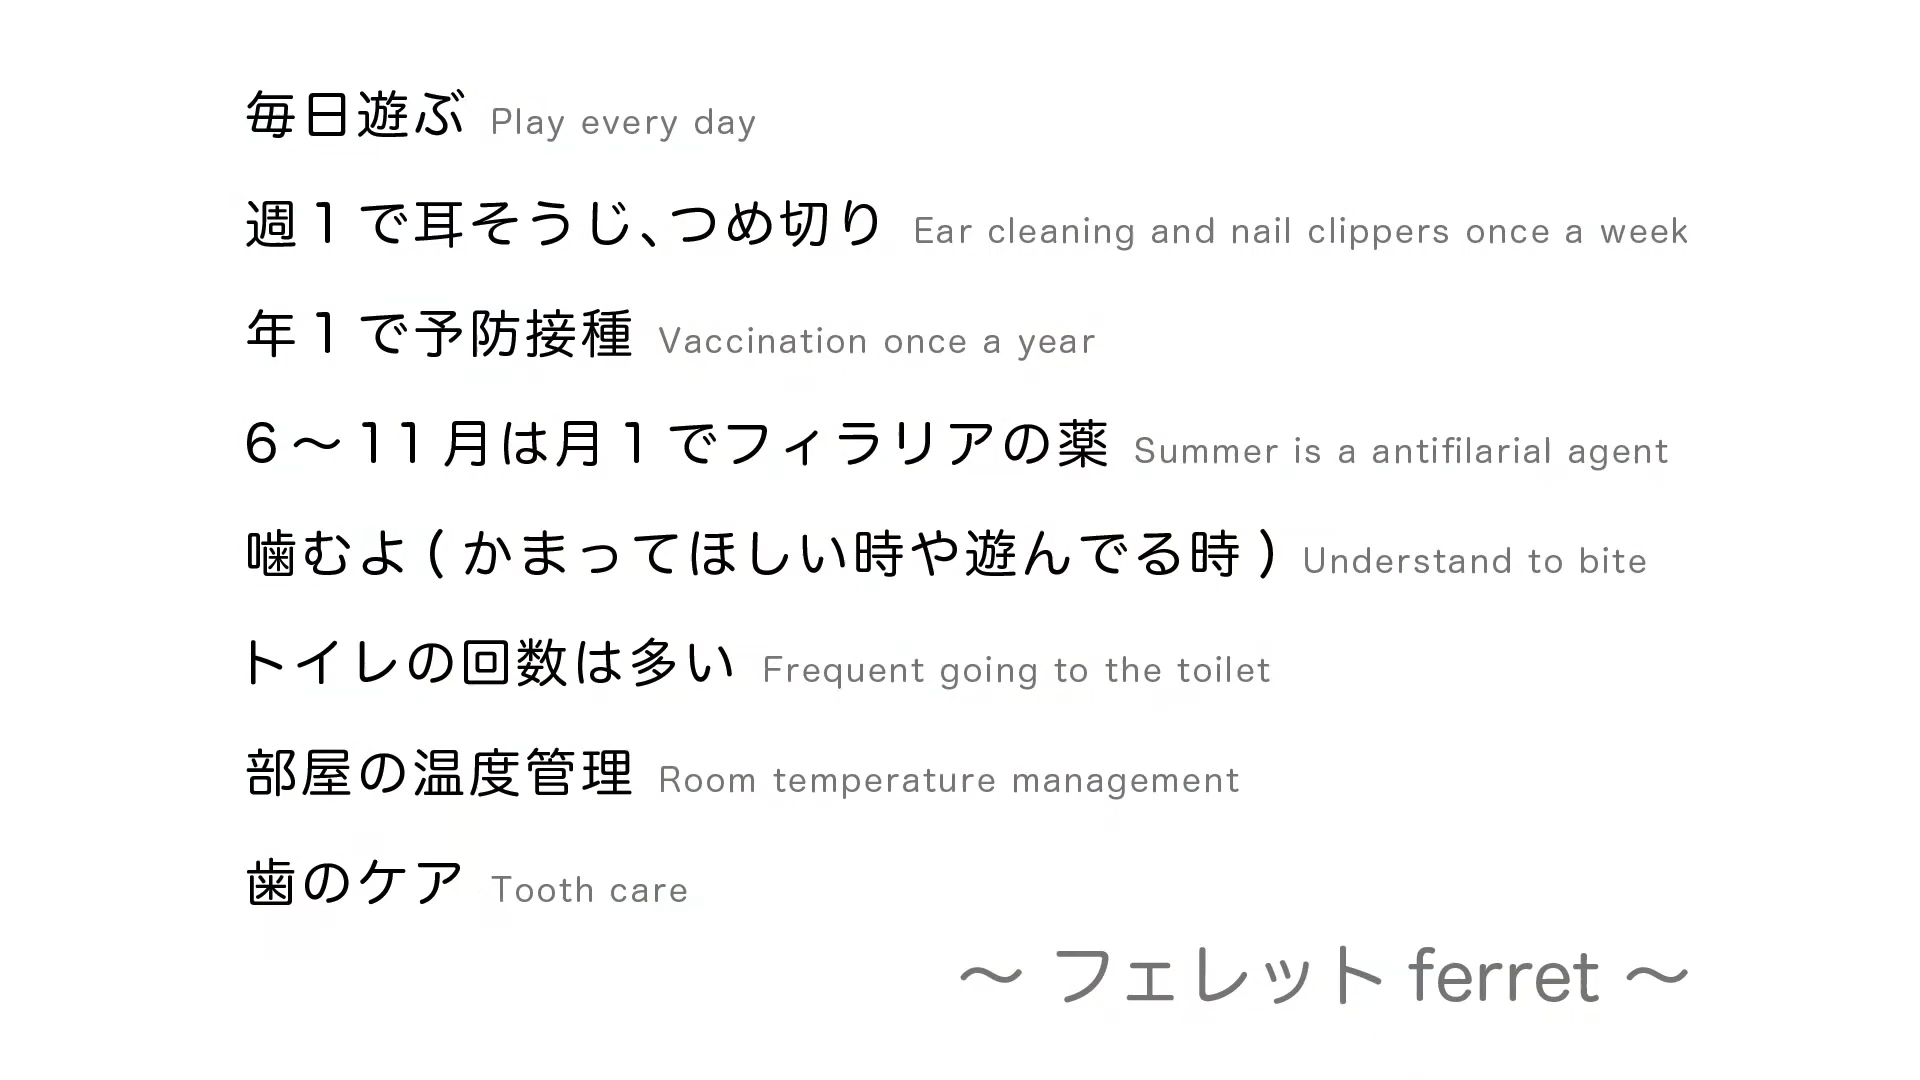 毎日遊ぶ Play every day
週1で耳そうじ、つめ切り Ear cleaning and nail clippers once a week
年1で予防接種 Vaccination once a year
6〜11月は月1でフィラリアの薬 Summer is a antifilarial agent
噛むよ(かまってほしい時や遊んでる時) Understand to bite
トイレの回数は多い Frequent going to the toilet
部屋の温度管理 Room temperature management
歯のケア Tooth care
〜 フェレット ferret 〜